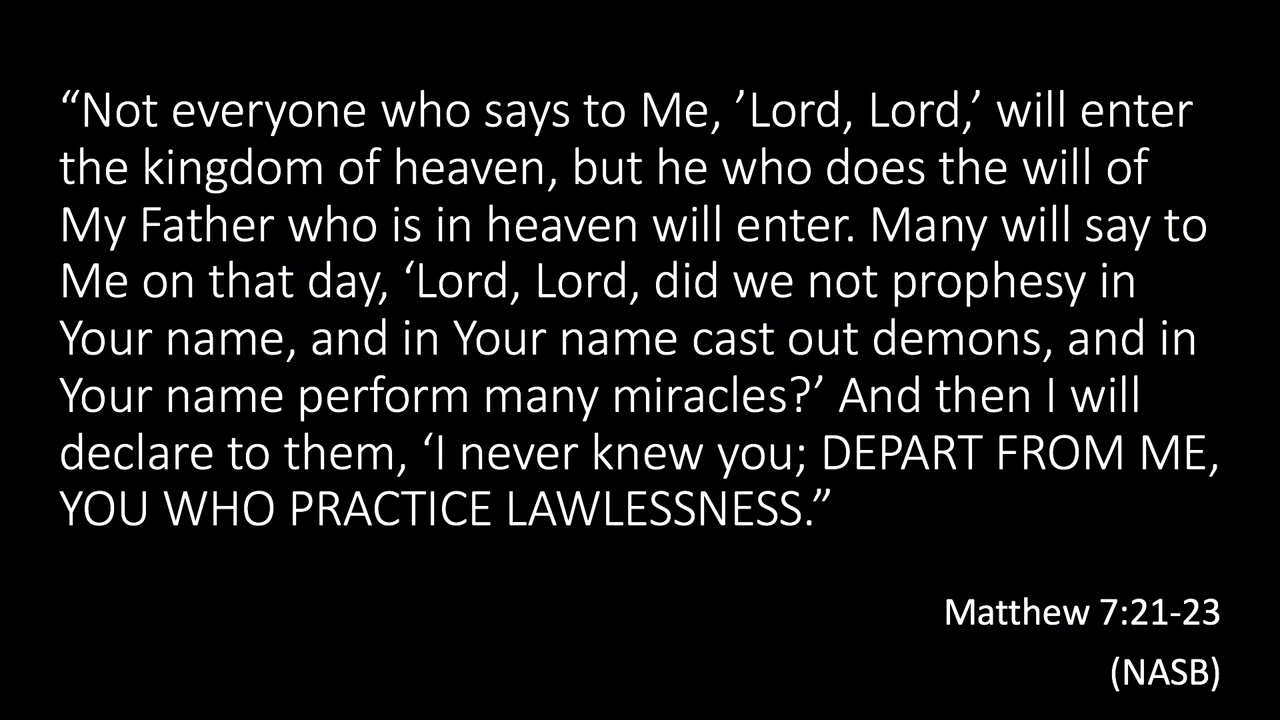 “Not everyone who says to Me, ’Lord, Lord,’ will enter
the kingdom of heaven, but he who does the will of
My Father who is in heaven will enter. Many will say to
Me on that day, ‘Lord, Lord, did we not prophesy in
Your name, and in Your name cast out demons, and in
Your name perform many miracles?’ And then I will
declare to them, ‘I never knew you; DEPART FROM ME,
YOU WHO PRACTICE LAWLESSNESS.”
Matthew 7:21-23
(NASB)